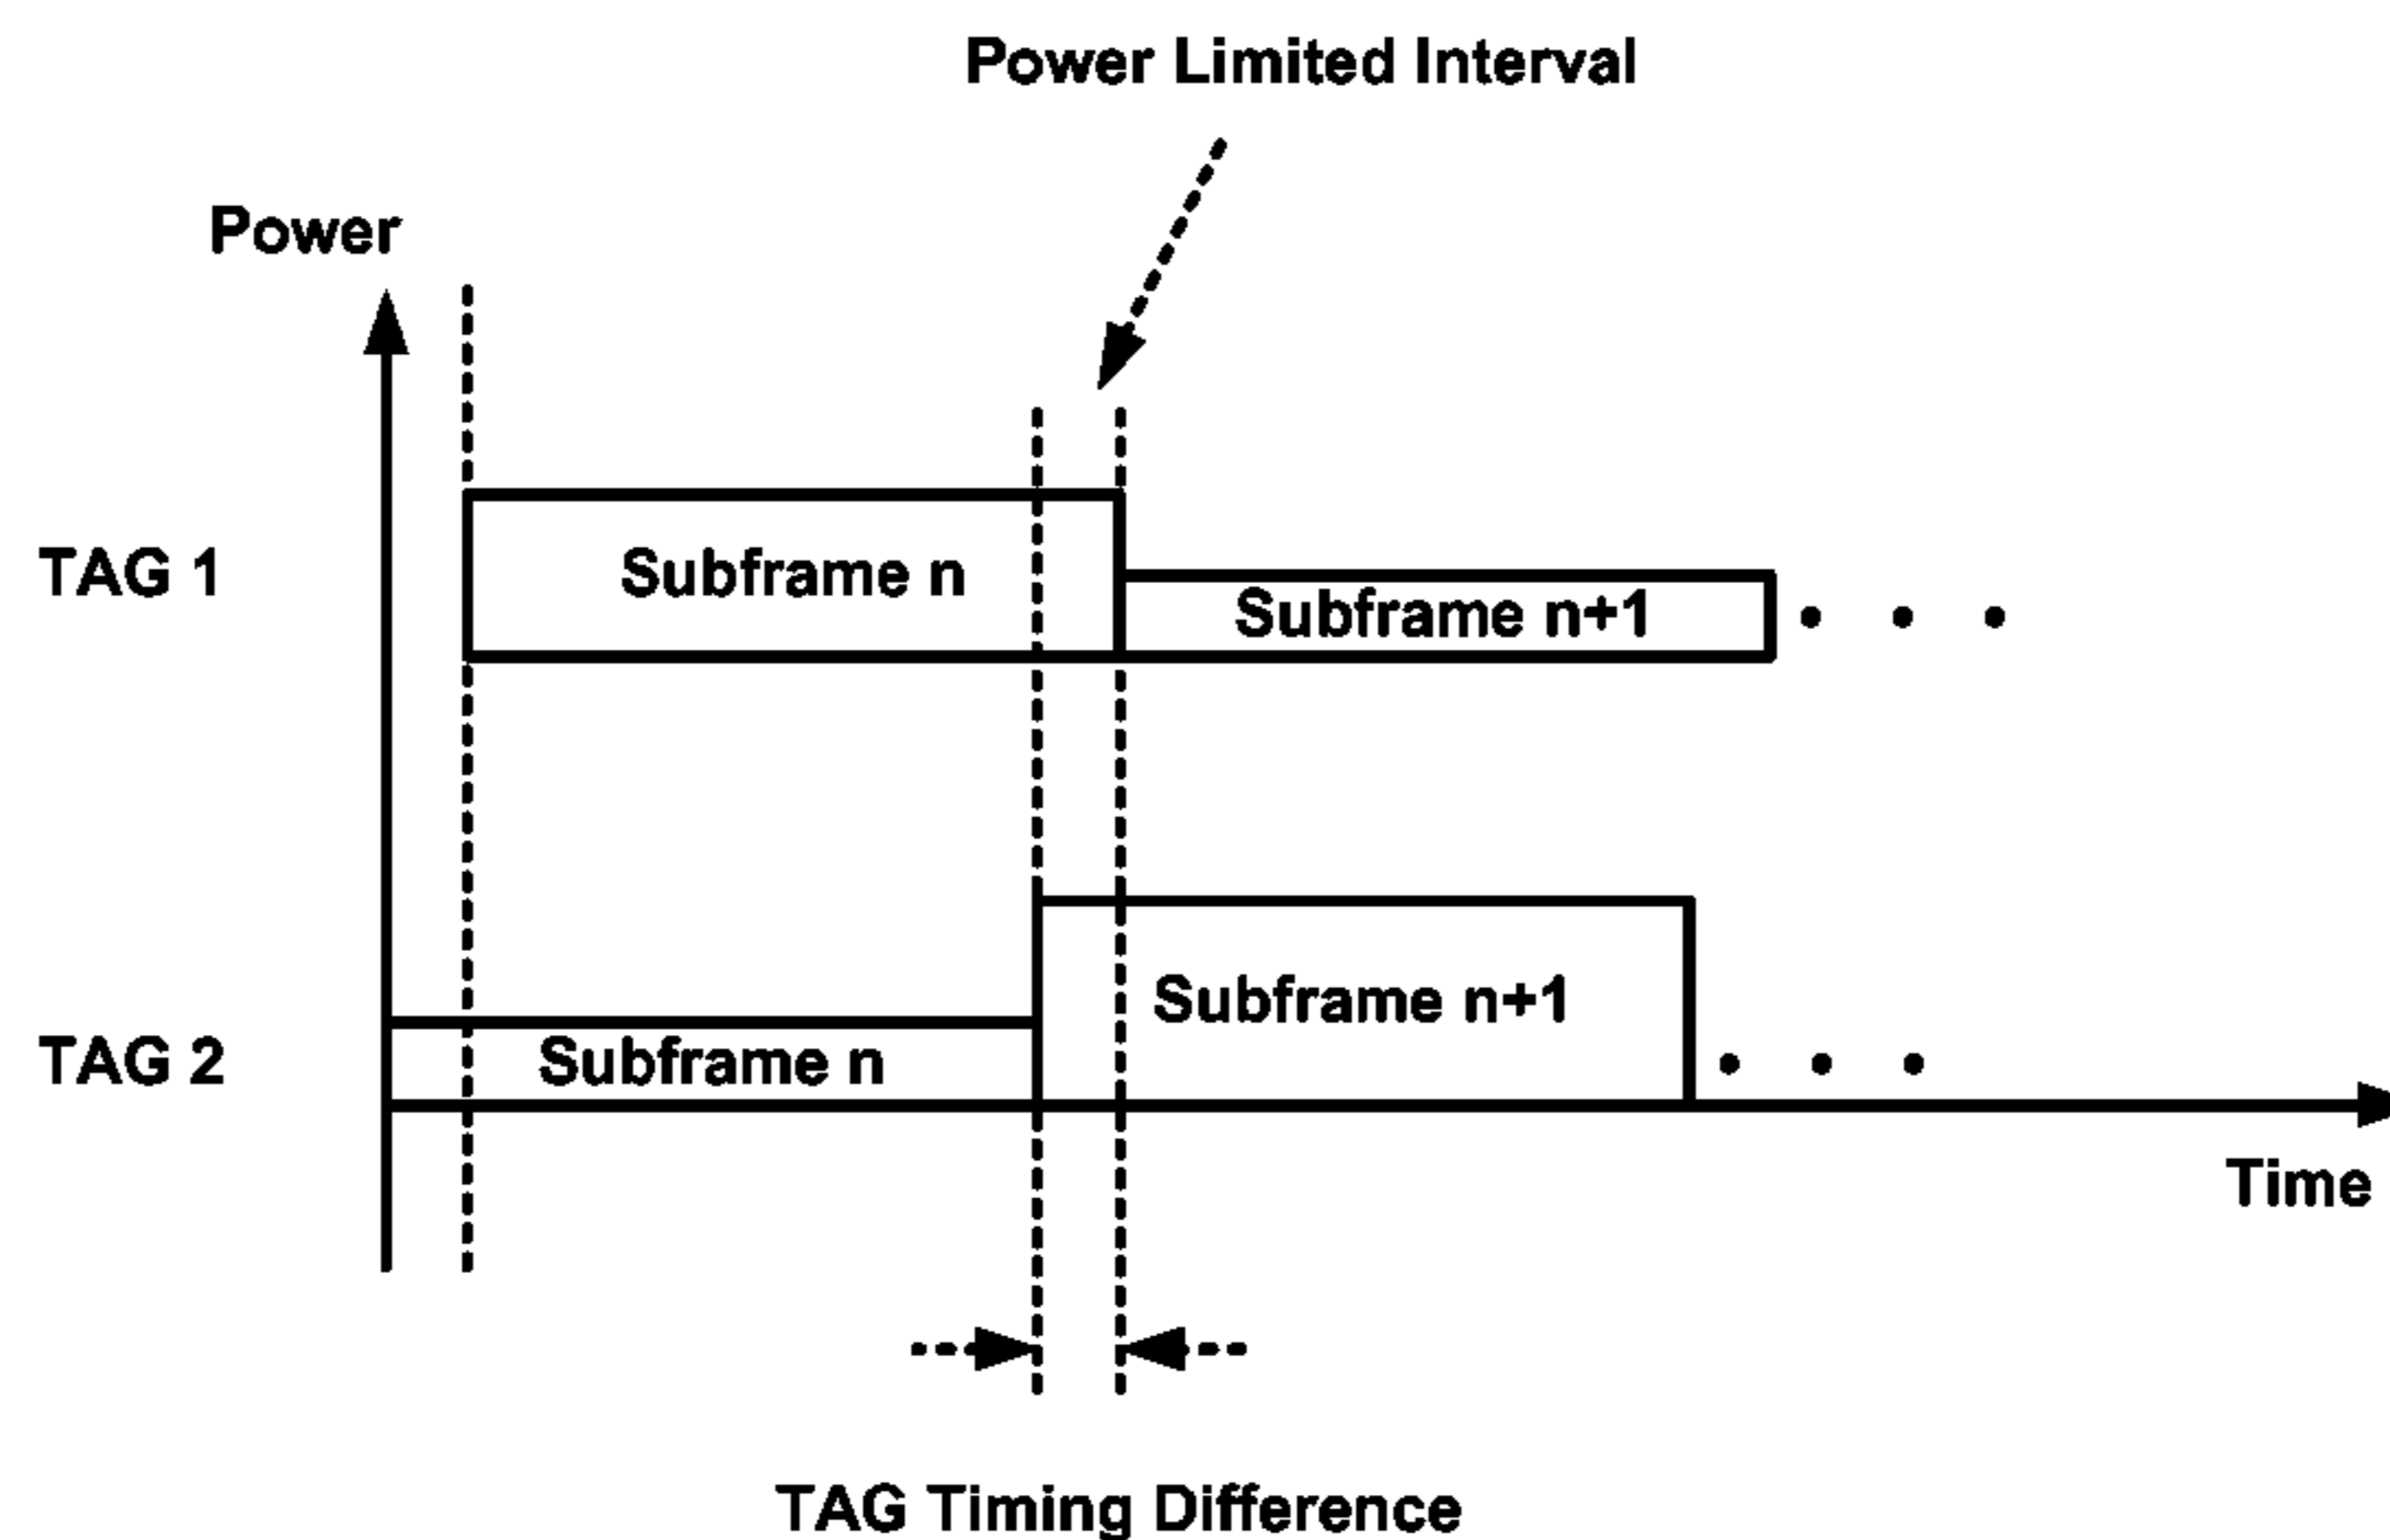 Power Limited Interval
Power
TAG 1
Subframe n
Subframe n+1
• • •
TAG 2
Subframe n
Subframe n+1
• • •
Time
TAG Timing Difference